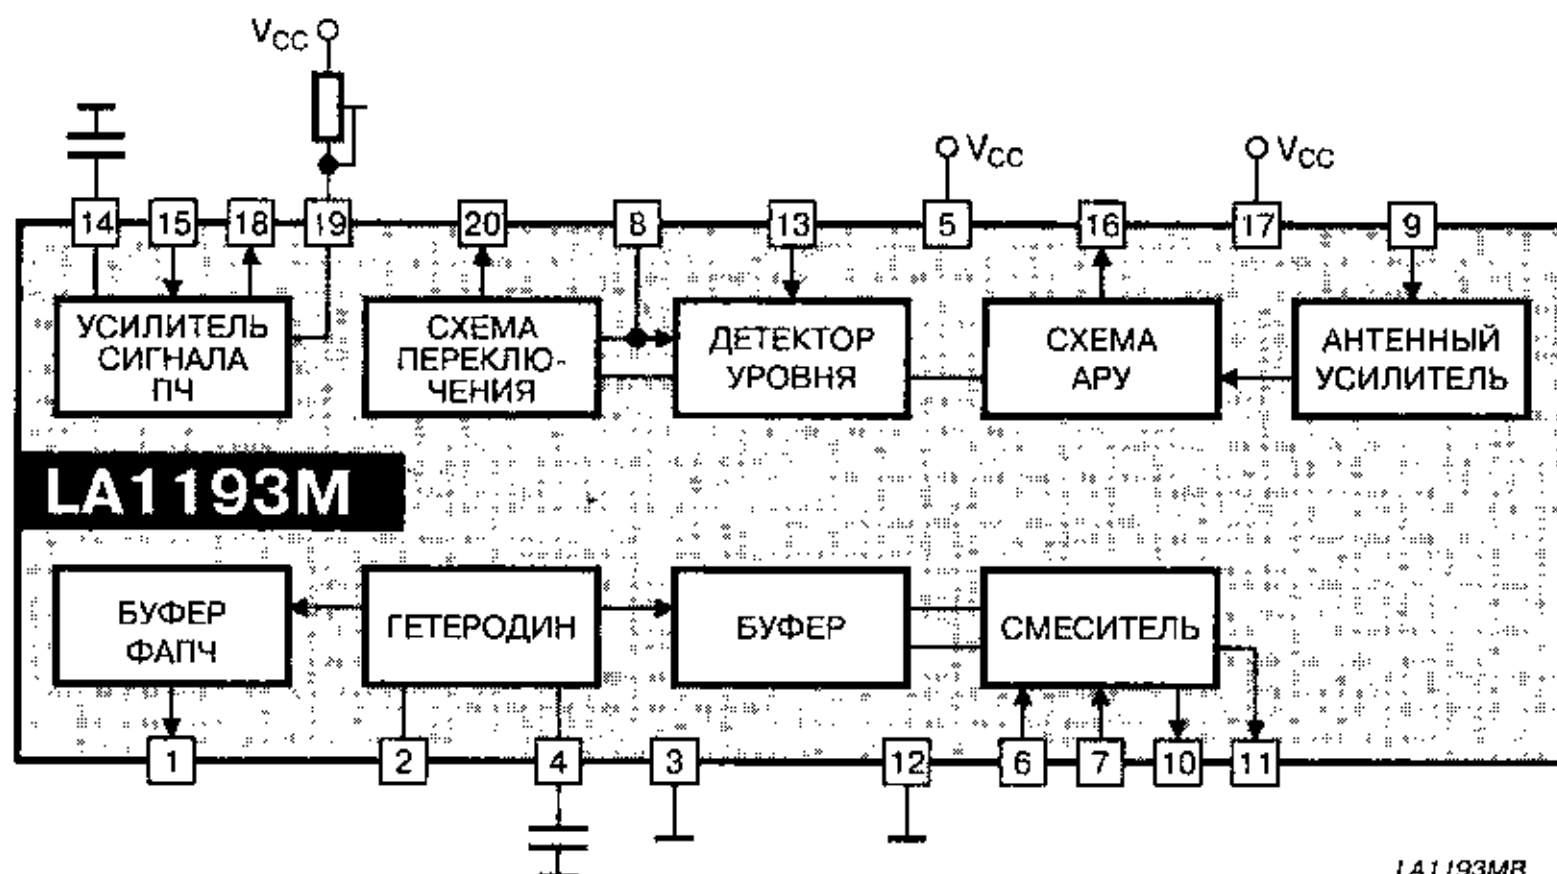 VCC
VCC
VCC
14 15 18 19 20 8 13 5 16 17 9
УСИЛИТЕЛЬ
СИГНАЛА
ПЧ
СХЕМА
ПЕРЕКЛЮ-
ЧЕНИЯ
ДЕТЕКТОР
УРОВНЯ
СХЕМА
АРУ
АНТЕННЫЙ
УСИЛИТЕЛЬ
LA1193M
БУФЕР
ФАПЧ
ГЕТЕРОДИН
БУФЕР
СМЕСИТЕЛЬ
1 2 4 3 12 6 7 10 11
LA1193MB